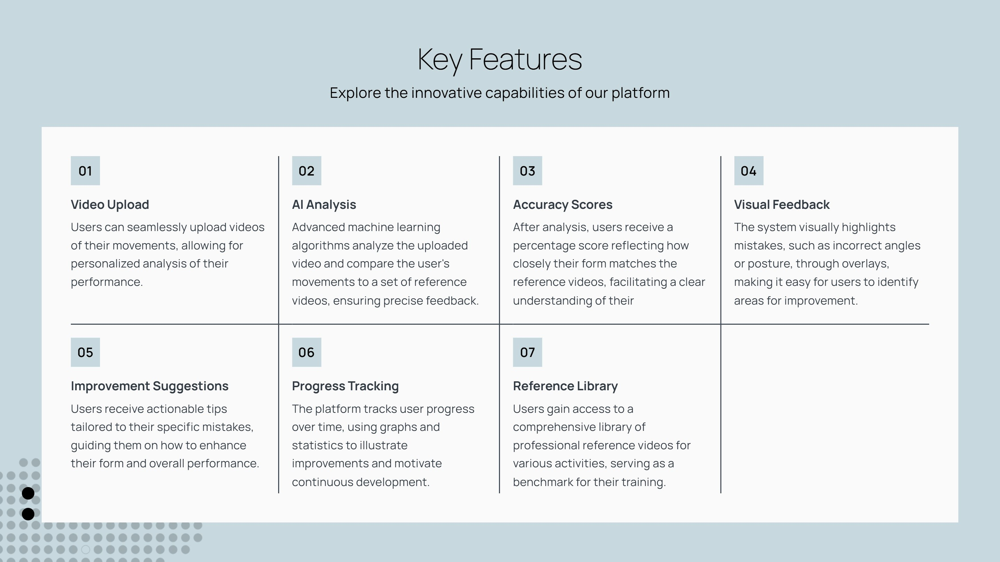 Key Features
Explore the innovative capabilities of our platform
01
Video Upload
Users can seamlessly upload videos
of their movements, allowing for
personalized analysis of their
performance.
02
AI Analysis
Advanced machine learning
algorithms analyze the uploaded
video and compare the user's
movements to a set of reference
videos, ensuring precise feedback.
03
Accuracy Scores
After analysis, users receive a
percentage score reflecting how
closely their form matches the
reference videos, facilitating a clear
understanding of their
04
Visual Feedback
The system visually highlights
mistakes, such as incorrect angles
or posture, through overlays,
making it easy for users to identify
areas for improvement.
05
Improvement Suggestions
Users receive actionable tips
tailored to their specific mistakes,
guiding them on how to enhance
their form and overall performance.
06
Progress Tracking
The platform tracks user progress
over time, using graphs and
statistics to illustrate
improvements and motivate
continuous development.
07
Reference Library
Users gain access to a
comprehensive library of
professional reference videos for
various activities, serving as a
benchmark for their training.